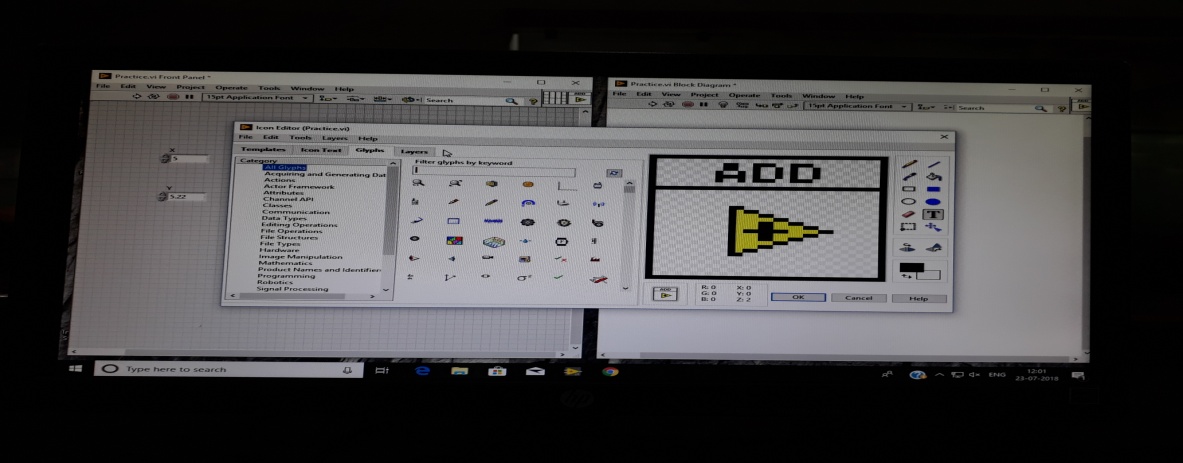 Practice.vi Front Panel *
File Edit View Project Operate Tools Window Help
15pt Application Font
Search
ADD
X
5
Y
5.22
Practice.vi Block Diagram *
File Edit View Project Operate Tools Window Help
15pt Application Font
Search
Icon Editor (Practice.vi)
File Edit Tools Layers Help
Templates Icon Text Glyphs Layers
Category
All Glyphs
Acquiring and Generating Dat
Actions
Actor Framework
Attributes
Channel API
Classes
Communication
Data Types
Editing Operations
File Operations
File Structures
File Types
Hardware
Image Manipulation
Mathematics
Product Names and Identifier
Programming
Robotics
Signal Processing
Filter glyphs by keyword
ADD
T
ADD
R: 0 X: 0
G: 0 Y: 0
B: 0 Z: 2
OK Cancel Help
Type here to search
ENG
12:01
23-07-2018